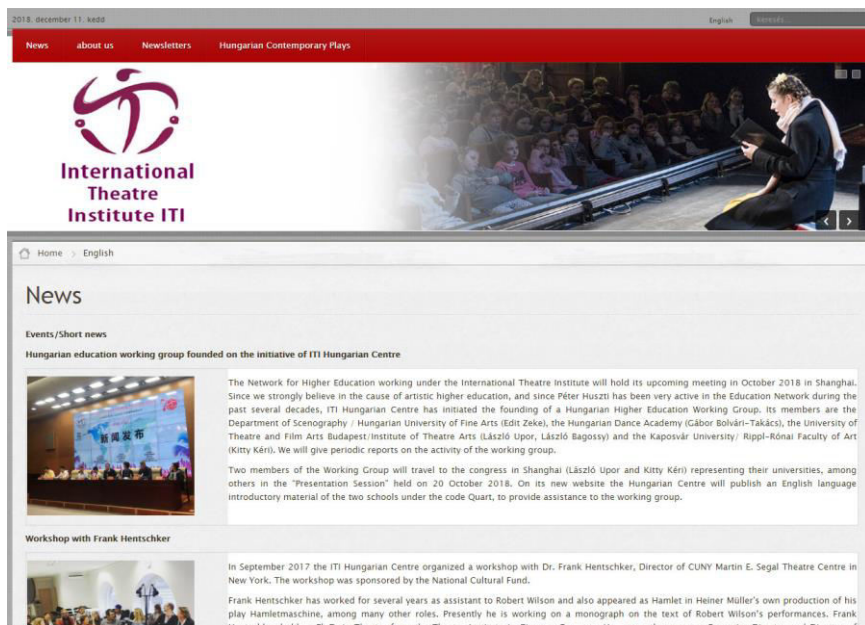 2018. december 11. kedd
English
keresés...
News about us Newsletters Hungarian Contemporary Plays
International
Theatre
Institute ITI
Home > English
News
Events/Short news
Hungarian education working group founded on the initiative of ITI Hungarian Centre
新闻发布
The Network for Higher Education working under the International Theatre Institute will hold its upcoming meeting in October 2018 in Shanghai.
Since we strongly believe in the cause of artistic higher education, and since Péter Huszti has been very active in the Education Network during the
past several decades, ITI Hungarian Centre has initiated the founding of a Hungarian Higher Education Working Group. Its members are the
Department of Scenography / Hungarian University of Fine Arts (Edit Zeke), the Hungarian Dance Academy (Gábor Bolvári-Takács), the University of
Theatre and Film Arts Budapest/Institute of Theatre Arts (László Upor, László Bagossy) and the Kaposvár University/ Rippl-Rónai Faculty of Art
(Kitty Kéri). We will give periodic reports on the activity of the working group.
Two members of the Working Group will travel to the congress in Shanghai (László Upor and Kitty Kéri) representing their universities, among
others in the "Presentation Session" held on 20 October 2018. On its new website the Hungarian Centre will publish an English language
introductory material of the two schools under the code Quart, to provide assistance to the working group.
Workshop with Frank Hentschker
In September 2017 the ITI Hungarian Centre organized a workshop with Dr. Frank Hentschker, Director of CUNY Martin E. Segal Theatre Centre in
New York. The workshop was sponsored by the National Cultural Fund.
Frank Hentschker has worked for several years as assistant to Robert Wilson and also appeared as Hamlet in Heiner Müller's own production of his
play Hamletmaschine, among many other roles. Presently he is working on a monograph on the text of Robert Wilson's performances. Frank